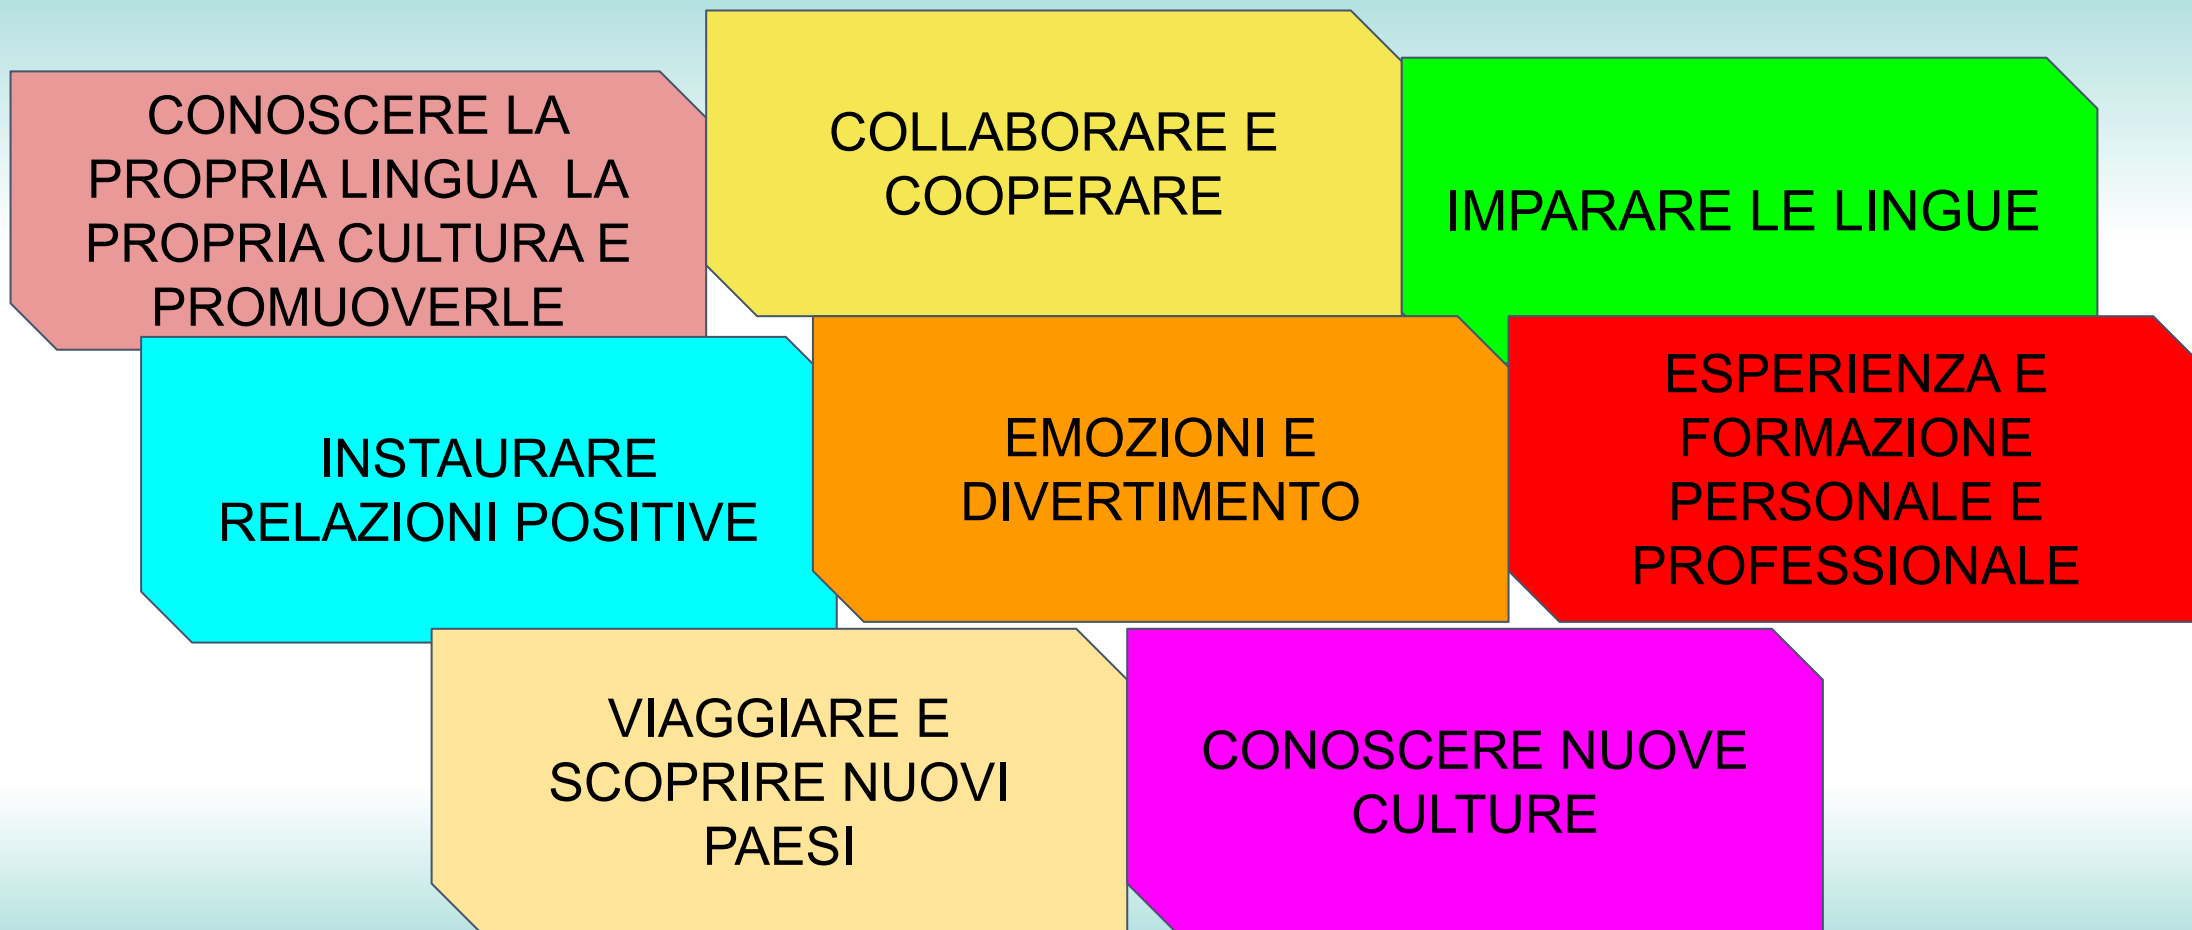 CONOSCERE LA
PROPRIA LINGUA  LA
PROPRIA CULTURA E
PROMUOVERLE
COLLABORARE E
COOPERARE
IMPARARE LE LINGUE
INSTAURARE
RELAZIONI POSITIVE
EMOZIONI E
DIVERTIMENTO
ESPERIENZA E
FORMAZIONE
PERSONALE E
PROFESSIONALE
VIAGGIARE E
SCOPRIRE NUOVI
PAESI
CONOSCERE NUOVE
CULTURE